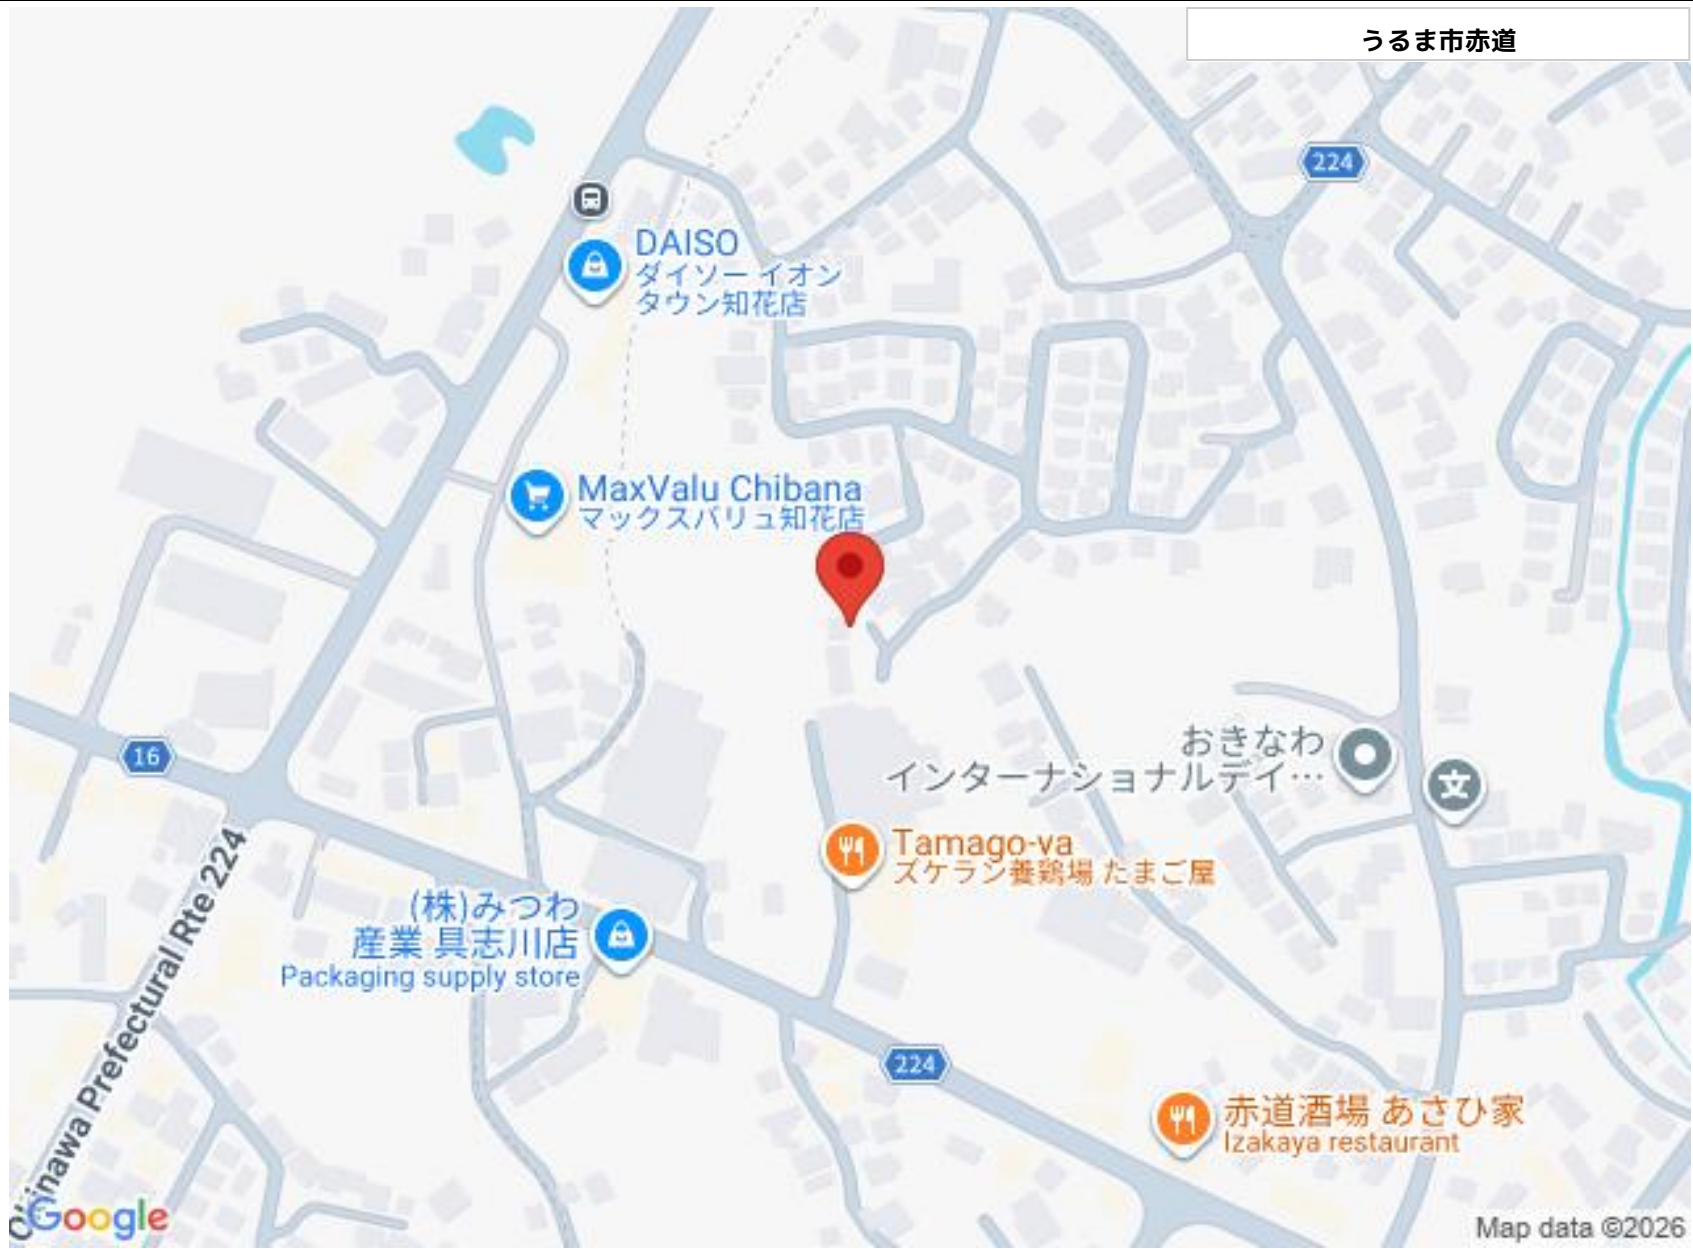 うるま市赤道
224
DAISO
ダイソー イオン
タウン知花店
MaxValu Chibana
マックスバリュ知花店
16
おきなわ
インターナショナルデイ…
文
Tamago-ya
ズケラン養鶏場 たまご屋
Okinawa Prefectural Rte 224
(株)みつわ
産業 具志川店
Packaging supply store
224
赤道酒場 あさひ家
Izakaya restaurant
Google
Map data ©2026